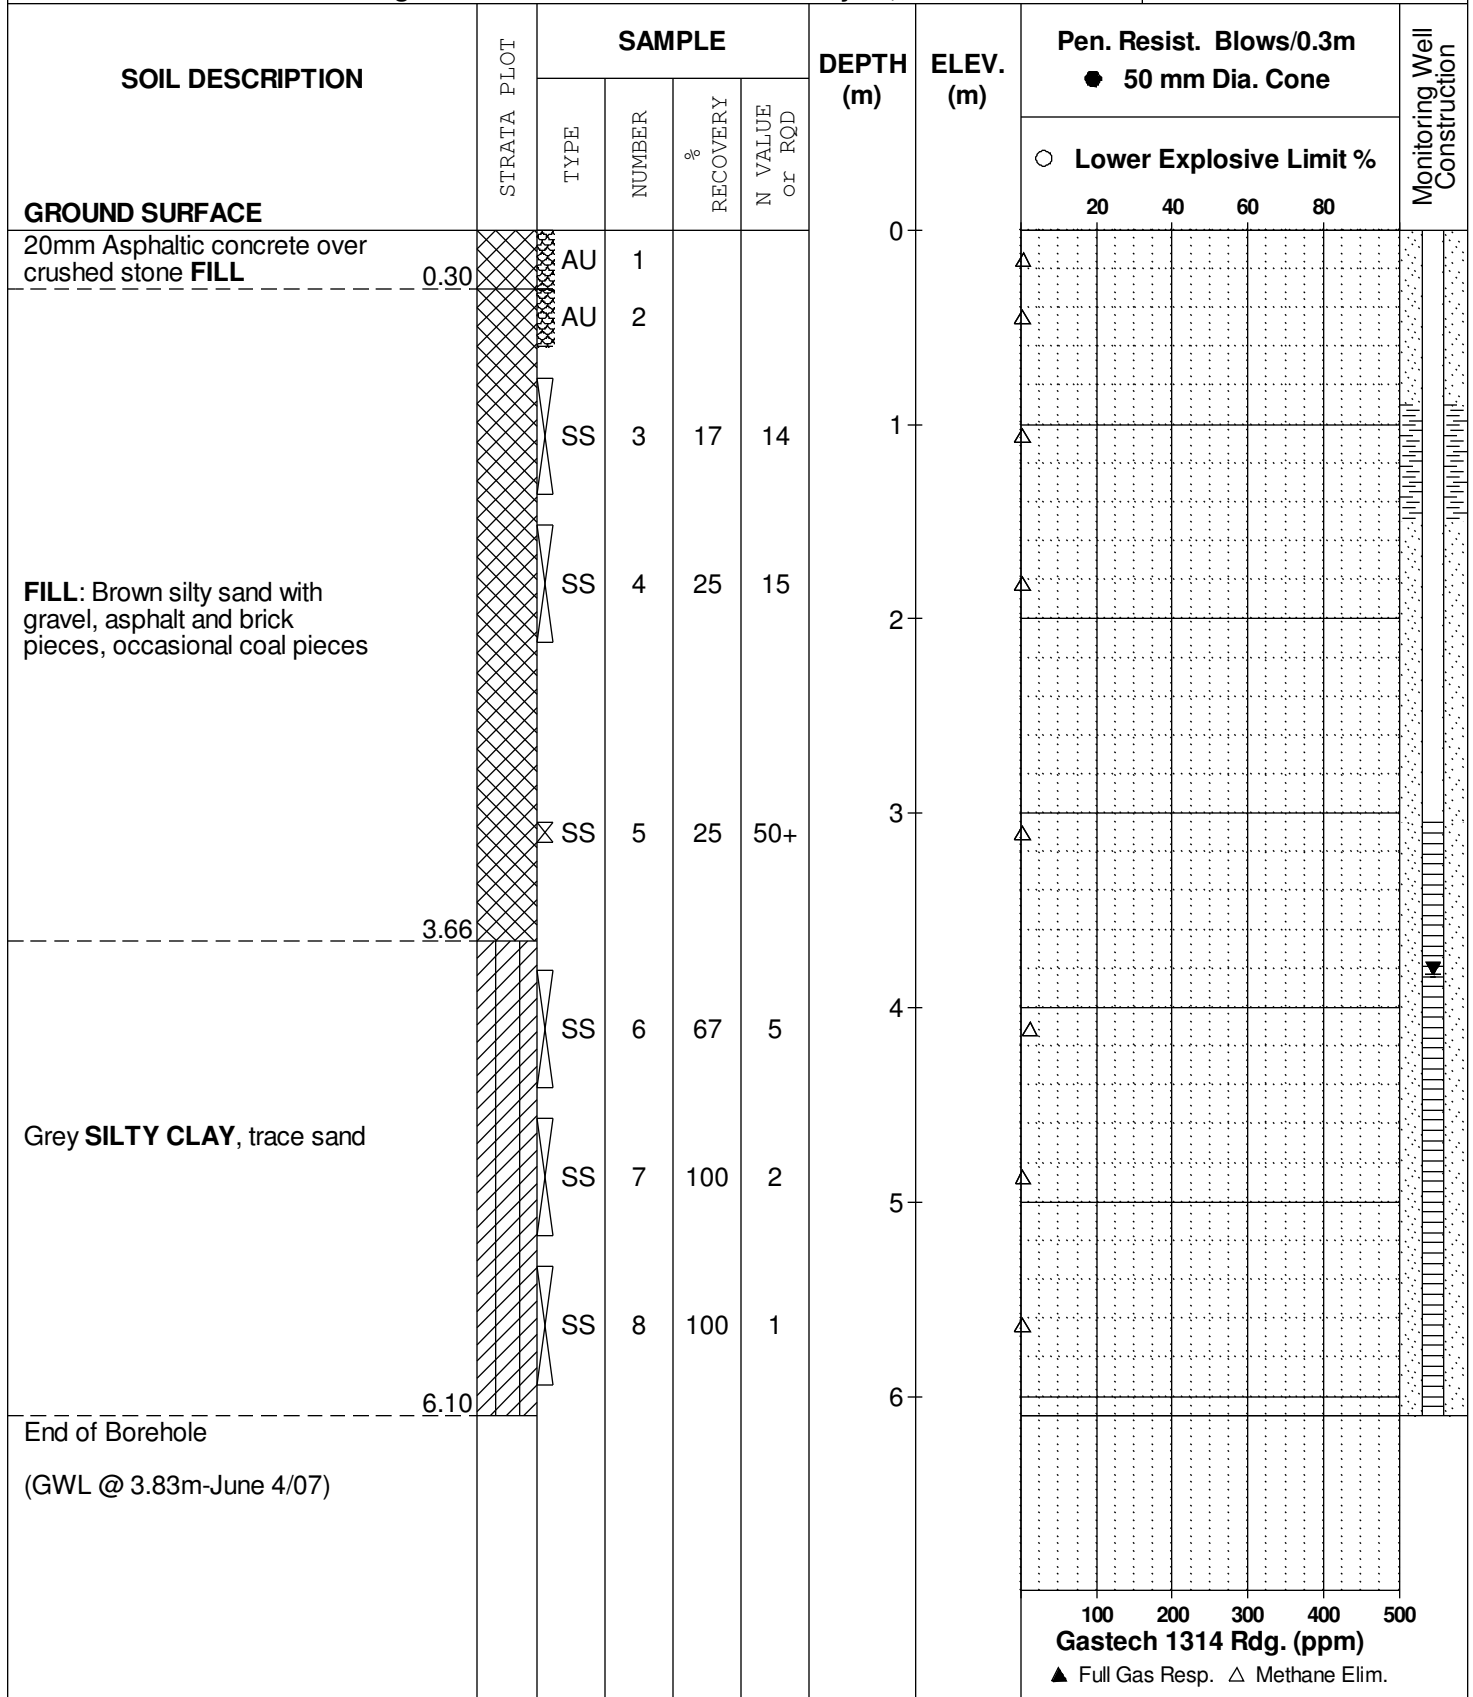 SOIL DESCRIPTION
GROUND SURFACE
STRATA PLOT
SAMPLE
TYPE
NUMBER
%
RECOVERY
N VALUE
or RQD
DEPTH
(m)
ELEV.
(m)
Pen. Resist. Blows/0.3m
● 50 mm Dia. Cone
○ Lower Explosive Limit %
20 40 60 80
Monitoring Well
Construction
0
20mm Asphaltic concrete over
crushed stone FILL
0.30
AU 1
AU 2
SS 3 17 14
1
FILL: Brown silty sand with
gravel, asphalt and brick
pieces, occasional coal pieces
SS 4 25 15
2
3
SS 5 25 50+
3.66
4
SS 6 67 5
Grey SILTY CLAY, trace sand
SS 7 100 2
5
SS 8 100 1
6
6.10
End of Borehole
(GWL @ 3.83m-June 4/07)
100 200 300 400 500
Gastech 1314 Rdg. (ppm)
▲ Full Gas Resp. △ Methane Elim.